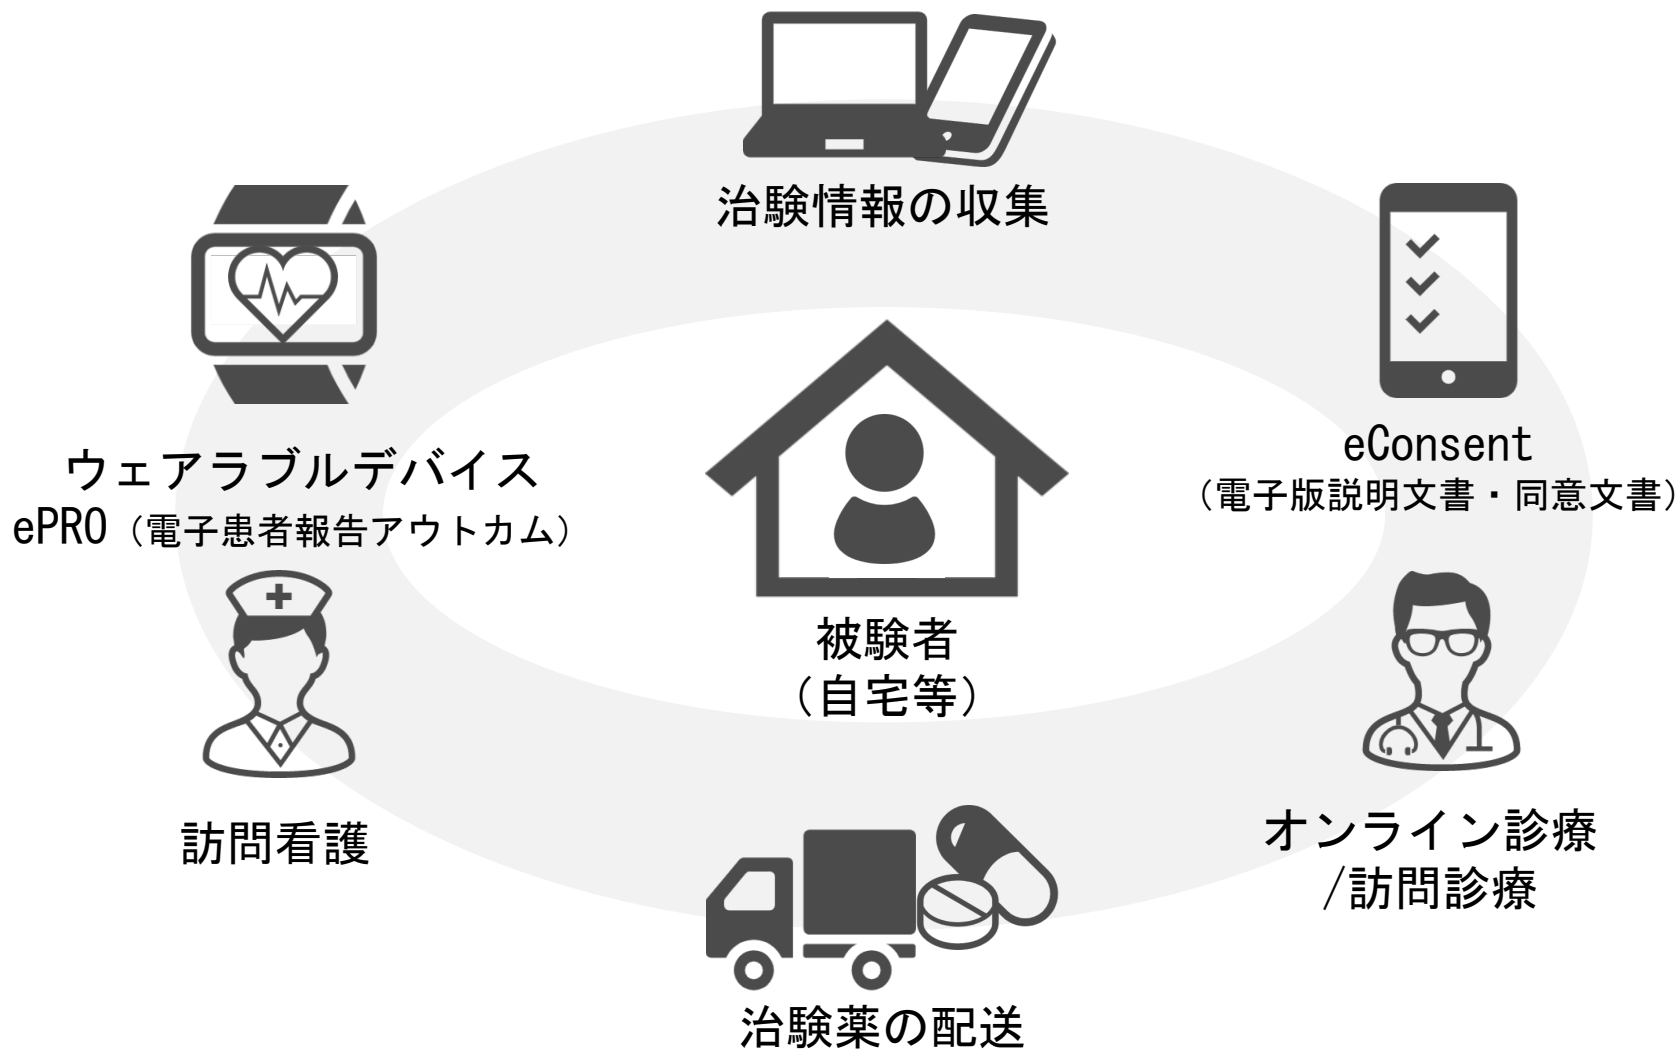 治験情報の収集
ウェアラブルデバイス
ePRO（電子患者報告アウトカム）
eConsent
（電子版説明文書・同意文書）
被験者
（自宅等）
訪問看護
オンライン診療
/訪問診療
治験薬の配送